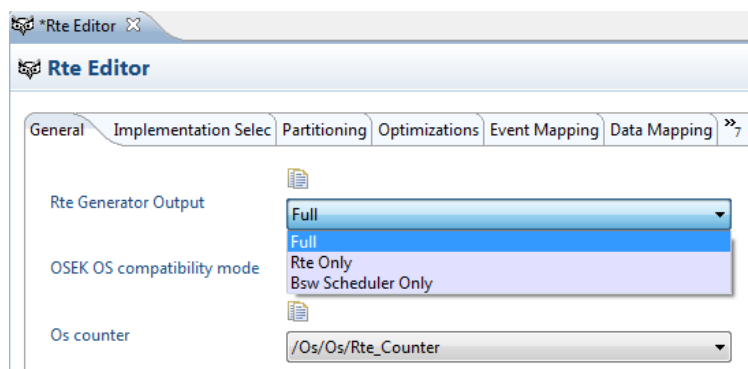 *Rte Editor
Rte Editor
General Implementation Selec Partitioning Optimizations Event Mapping Data Mapping »7
Rte Generator Output
Full
Full
Rte Only
OSEK OS compatibility mode
Bsw Scheduler Only
Os counter
/Os/Os/Rte_Counter